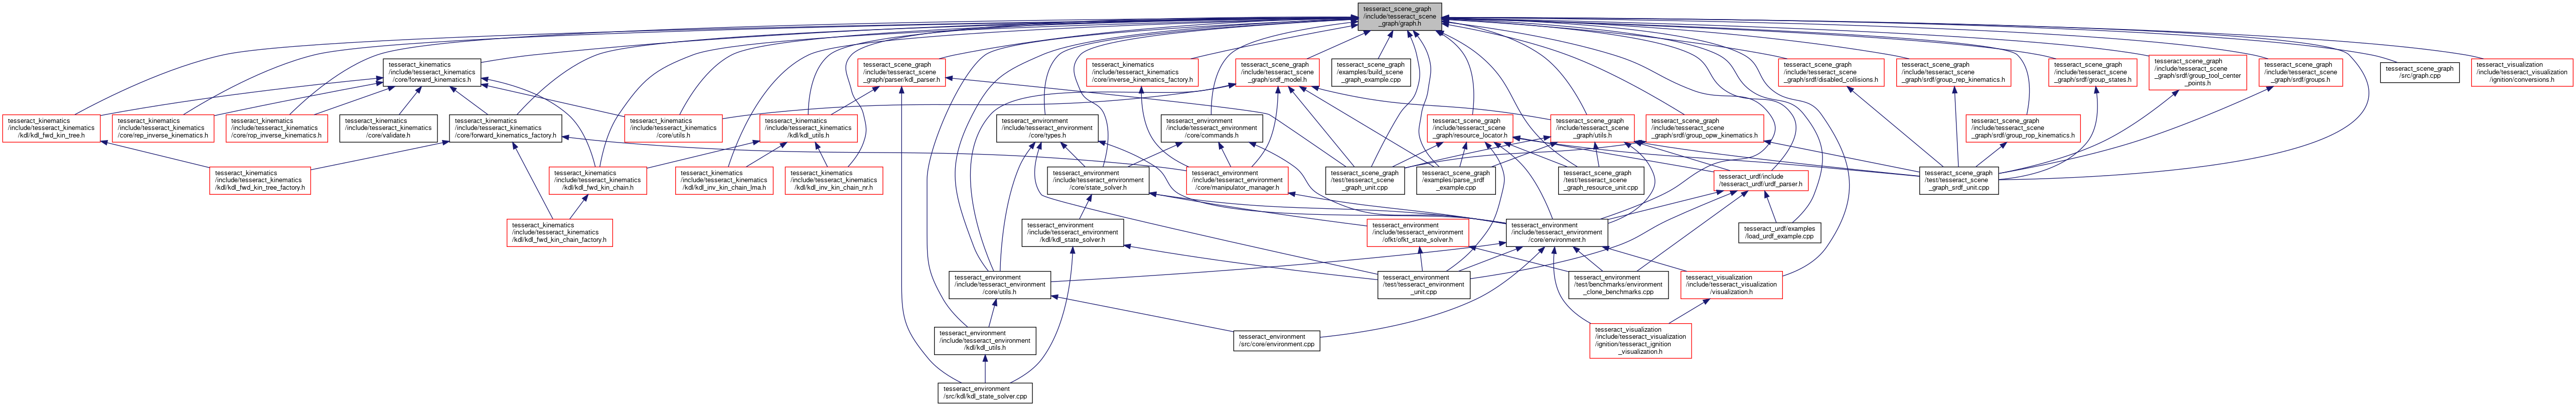 tesseract_scene_graph
/include/tesseract_scene
_graph/graph.h
tesseract_kinematics
/include/tesseract_kinematics
/core/forward_kinematics.h
tesseract_scene_graph
/include/tesseract_scene
_graph/parser/kdl_parser.h
tesseract_kinematics
/include/tesseract_kinematics
/core/inverse_kinematics_factory.h
tesseract_scene_graph
/include/tesseract_scene
_graph/srdf_model.h
tesseract_scene_graph
/examples/build_scene
_graph_example.cpp
tesseract_scene_graph
/include/tesseract_scene
_graph/srdf/disabled_collisions.h
tesseract_scene_graph
/include/tesseract_scene
_graph/srdf/group_rep_kinematics.h
tesseract_scene_graph
/include/tesseract_scene
_graph/srdf/group_states.h
tesseract_scene_graph
/include/tesseract_scene
_graph/srdf/group_tool_center
_points.h
tesseract_scene_graph
/include/tesseract_scene
_graph/srdf/groups.h
tesseract_scene_graph
/src/graph.cpp
tesseract_visualization
/include/tesseract_visualization
/ignition/conversions.h
tesseract_kinematics
/include/tesseract_kinematics
/kdl/kdl_fwd_kin_tree.h
tesseract_kinematics
/include/tesseract_kinematics
/core/rep_inverse_kinematics.h
tesseract_kinematics
/include/tesseract_kinematics
/core/rop_inverse_kinematics.h
tesseract_kinematics
/include/tesseract_kinematics
/core/validate.h
tesseract_kinematics
/include/tesseract_kinematics
/core/forward_kinematics_factory.h
tesseract_kinematics
/include/tesseract_kinematics
/core/utils.h
tesseract_kinematics
/include/tesseract_kinematics
/kdl/kdl_utils.h
tesseract_environment
/include/tesseract_environment
/core/types.h
tesseract_environment
/include/tesseract_environment
/core/commands.h
tesseract_scene_graph
/include/tesseract_scene
_graph/resource_locator.h
tesseract_scene_graph
/include/tesseract_scene
_graph/utils.h
tesseract_scene_graph
/include/tesseract_scene
_graph/srdf/group_opw_kinematics.h
tesseract_scene_graph
/include/tesseract_scene
_graph/srdf/group_rop_kinematics.h
tesseract_kinematics
/include/tesseract_kinematics
/kdl/kdl_fwd_kin_tree_factory.h
tesseract_kinematics
/include/tesseract_kinematics
/kdl/kdl_fwd_kin_chain.h
tesseract_kinematics
/include/tesseract_kinematics
/kdl/kdl_inv_kin_chain_lma.h
tesseract_kinematics
/include/tesseract_kinematics
/kdl/kdl_inv_kin_chain_nr.h
tesseract_environment
/include/tesseract_environment
/core/state_solver.h
tesseract_environment
/include/tesseract_environment
/core/manipulator_manager.h
tesseract_scene_graph
/test/tesseract_scene
_graph_unit.cpp
tesseract_scene_graph
/examples/parse_srdf
_example.cpp
tesseract_scene_graph
/test/tesseract_scene
_graph_resource_unit.cpp
tesseract_urdf/include
/tesseract_urdf/urdf_parser.h
tesseract_scene_graph
/test/tesseract_scene
_graph_srdf_unit.cpp
tesseract_kinematics
/include/tesseract_kinematics
/kdl/kdl_fwd_kin_chain_factory.h
tesseract_environment
/include/tesseract_environment
/kdl/kdl_state_solver.h
tesseract_environment
/include/tesseract_environment
/ofkt/ofkt_state_solver.h
tesseract_environment
/include/tesseract_environment
/core/environment.h
tesseract_urdf/examples
/load_urdf_example.cpp
tesseract_environment
/include/tesseract_environment
/core/utils.h
tesseract_environment
/test/tesseract_environment
_unit.cpp
tesseract_environment
/test/benchmarks/environment
_clone_benchmarks.cpp
tesseract_visualization
/include/tesseract_visualization
/visualization.h
tesseract_environment
/include/tesseract_environment
/kdl/kdl_utils.h
tesseract_environment
/src/core/environment.cpp
tesseract_visualization
/include/tesseract_visualization
/ignition/tesseract_ignition
_visualization.h
tesseract_environment
/src/kdl/kdl_state_solver.cpp